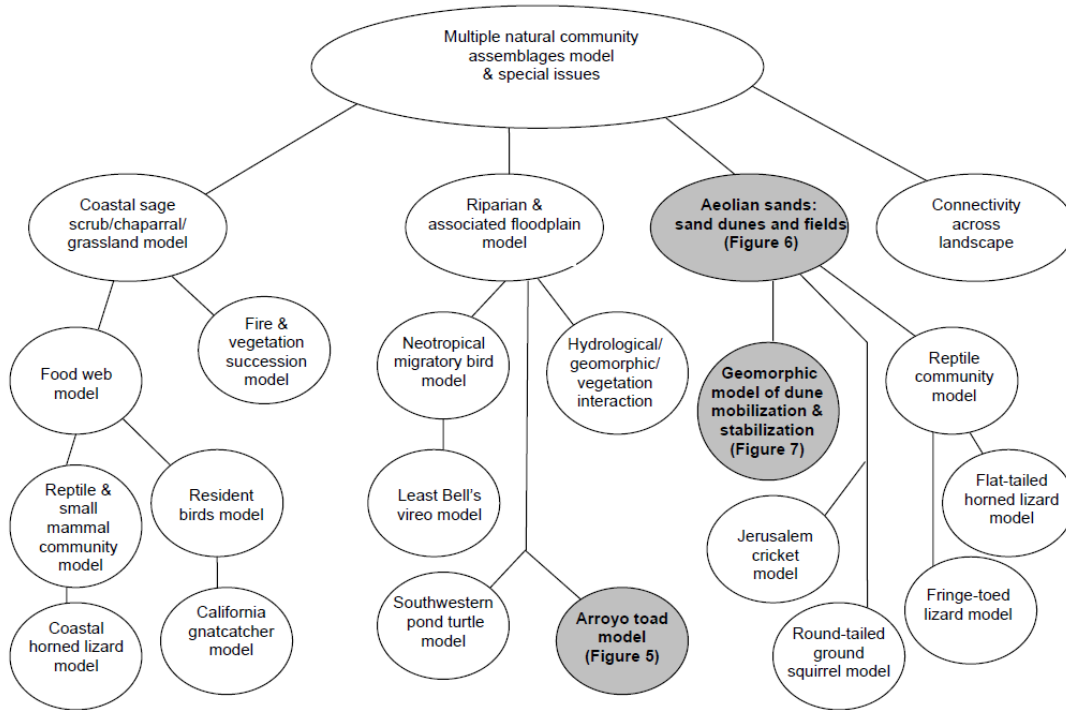 Multiple natural community
assemblages model
& special issues
Coastal sage
scrub/chaparral/
grassland model
Riparian &
associated floodplain
model
Aeolian sands:
sand dunes and fields
(Figure 6)
Connectivity
across
landscape
Food web
model
Fire &
vegetation
succession
model
Neotropical
migratory bird
model
Hydrological/
geomorphic/
vegetation
interaction
Geomorphic
model of dune
mobilization &
stabilization
(Figure 7)
Reptile
community
model
Reptile &
small
mammal
community
model
Resident
birds model
Least Bell's
vireo model
Jerusalem
cricket
model
Flat-tailed
horned lizard
model
Coastal
horned lizard
model
California
gnatcatcher
model
Southwestern
pond turtle
model
Arroyo toad
model
(Figure 5)
Round-tailed
ground
squirrel model
Fringe-toed
lizard model